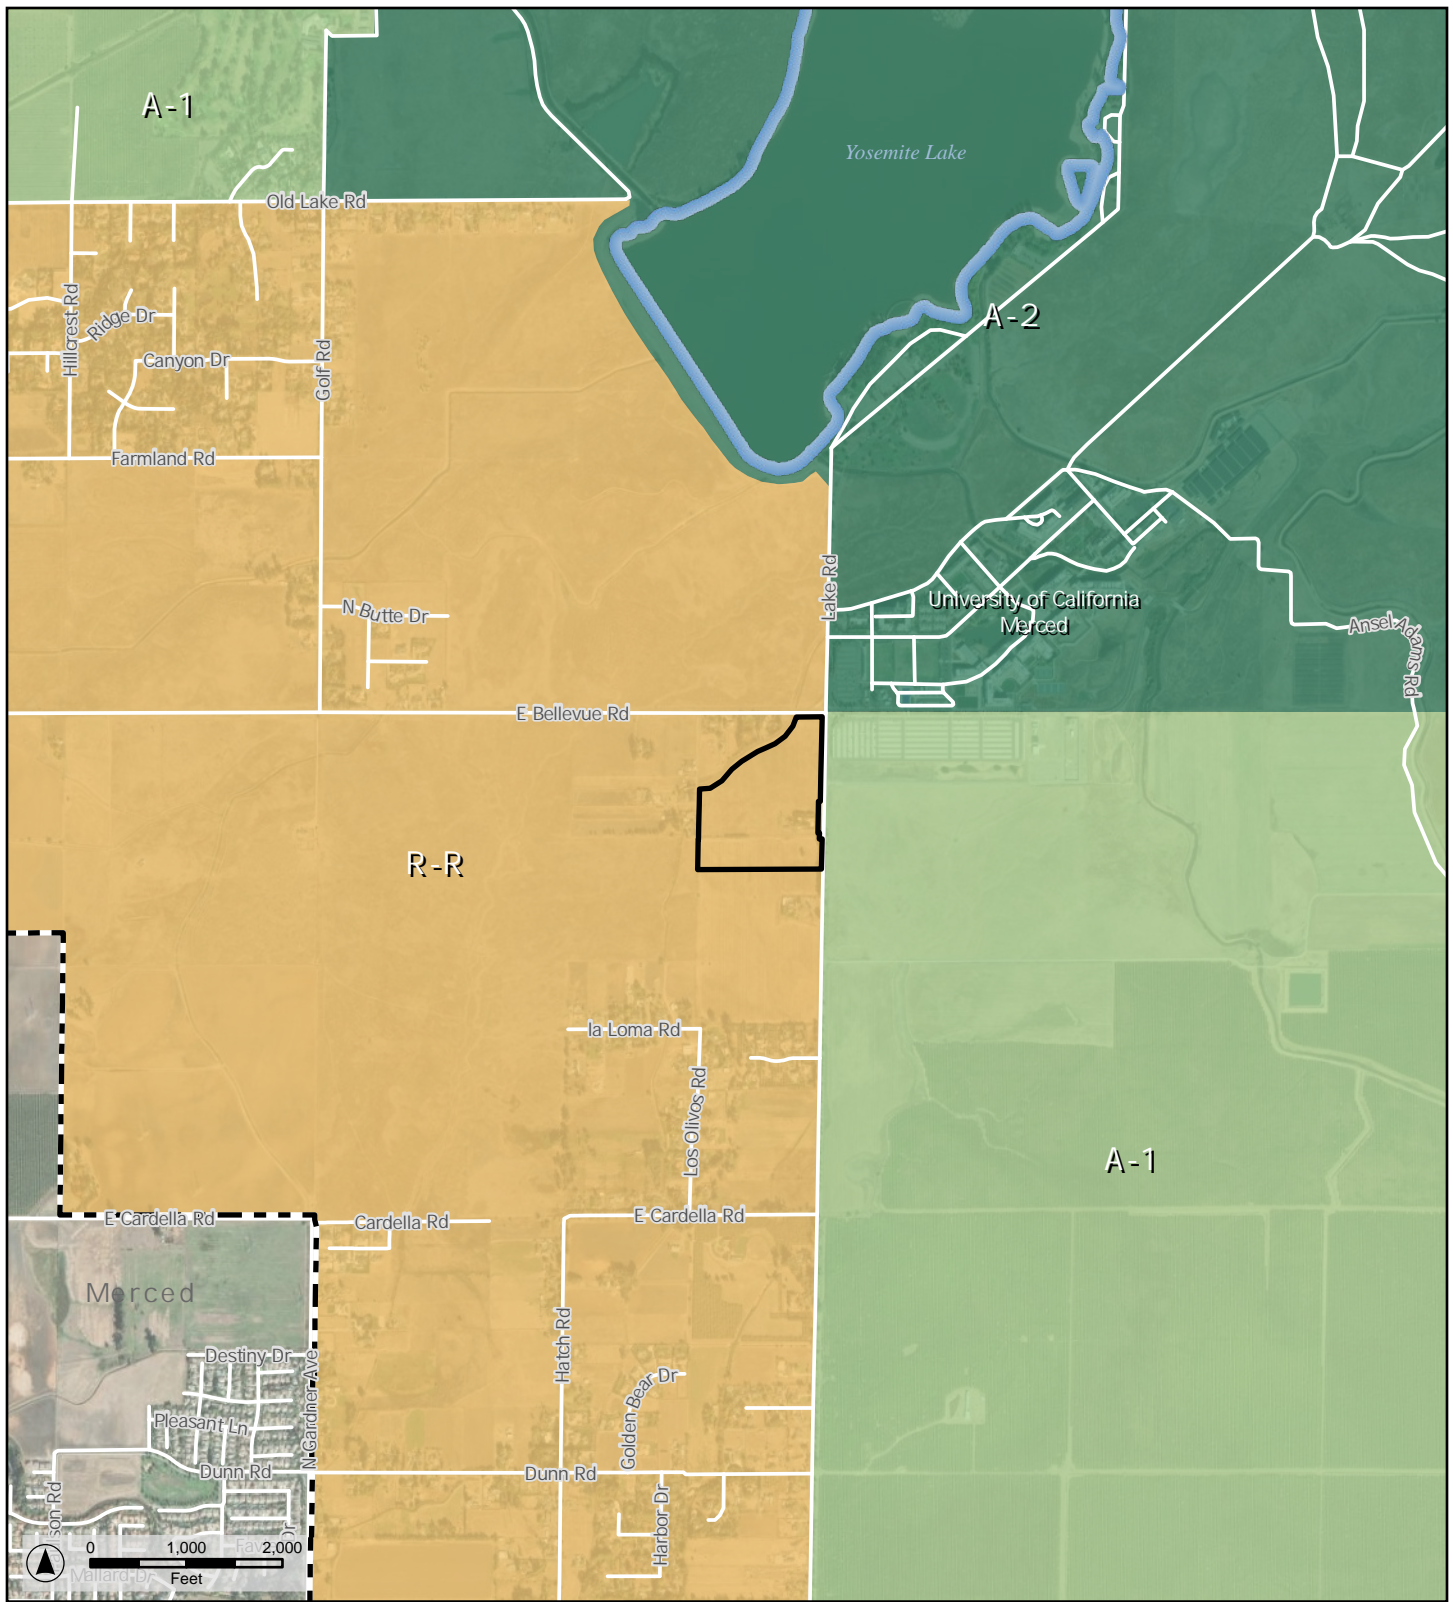 A-1
Yosemite Lake
Old Lake Rd
Hillcrest Rd
Ridge Dr
A-2
Canyon Dr
Golf Rd
Farmland Rd
Lake Rd
N Butte Dr
University of California
Merced
Ansel Adams Rd
E Bellevue Rd
R-R
la Loma Rd
Los Olivos Rd
A-1
E Cardella Rd
Cardella Rd
E Cardella Rd
Merced
Hatch Rd
Destiny Dr
N Gardner Ave
Golden Bear Dr
Pleasant Ln
Dunn Rd
Dunn Rd
Harbor Dr
0 1,000 2,000
Feet
Mallard Dr